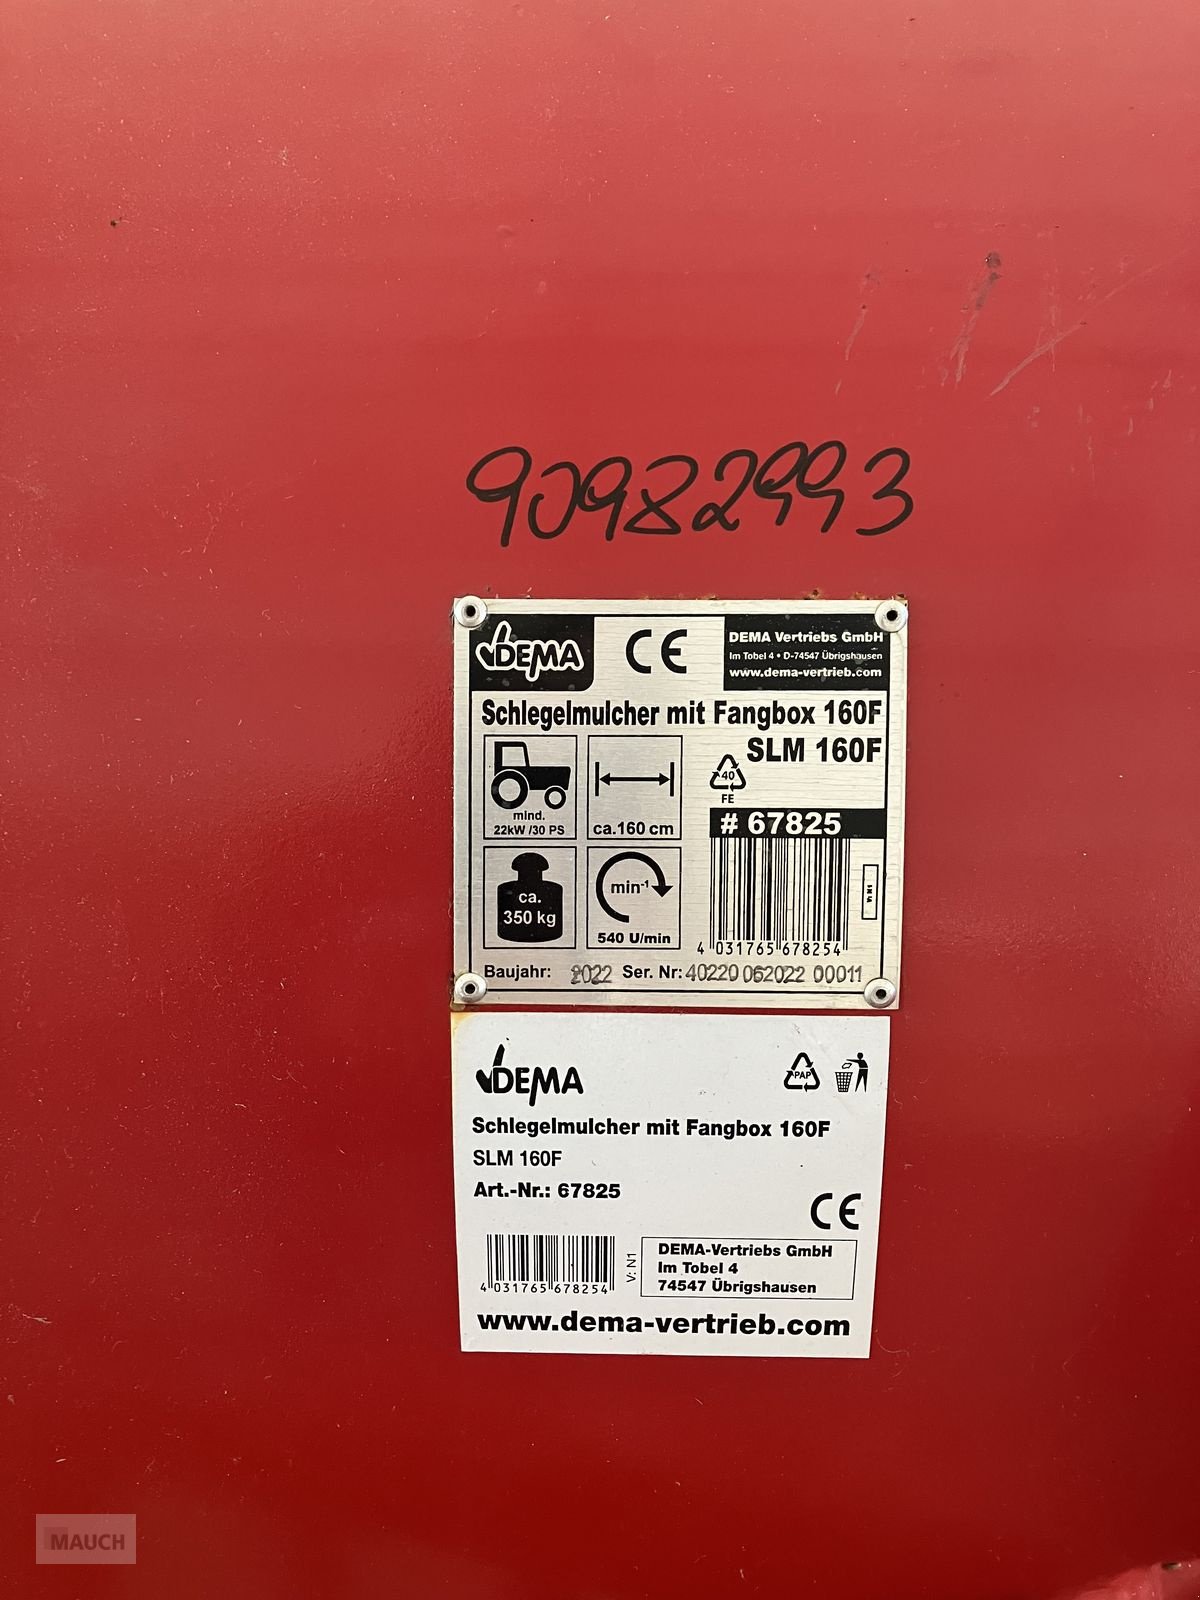 90982993
DEMA
CE
DEMA Vertriebs GmbH
Im Tobel 4 • D-74547 Übrigshausen
www.dema-vertrieb.com
Schlegelmulcher mit Fangbox 160F
SLM 160F
40
FE
mind.
22kW /30 PS
ca.160 cm
# 67825
ca.
350 kg
min-1
540 U/min
4 031765 678254
Baujahr: 2022 Ser. Nr: 40220 062022 00011
DEMA
PAP
Schlegelmulcher mit Fangbox 160F
SLM 160F
Art.-Nr.: 67825
CE
4 031765 678254
V: N1
DEMA-Vertriebs GmbH
Im Tobel 4
74547 Übrigshausen
www.dema-vertrieb.com
MAUCH